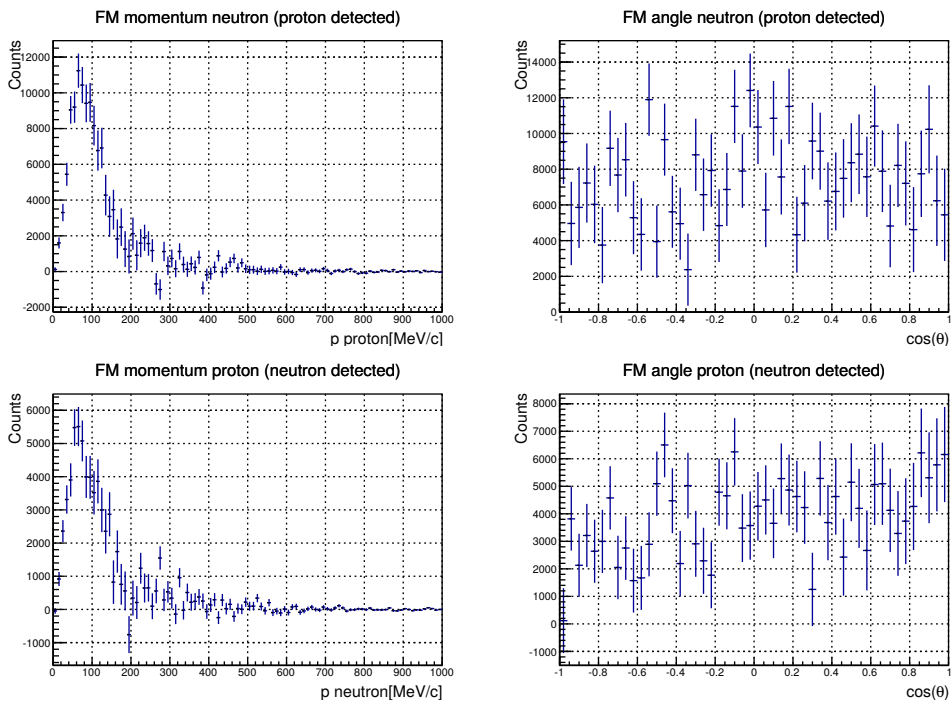 FM momentum neutron (proton detected)
Counts
12000
10000
8000
6000
4000
2000
0
-2000
0 100 200 300 400 500 600 700 800 900 1000
p proton[MeV/c]
FM angle neutron (proton detected)
Counts
14000
12000
10000
8000
6000
4000
2000
0
-1 -0.8 -0.6 -0.4 -0.2 0 0.2 0.4 0.6 0.8 1
cos(θ)
FM momentum proton (neutron detected)
Counts
6000
5000
4000
3000
2000
1000
0
-1000
0 100 200 300 400 500 600 700 800 900 1000
p neutron[MeV/c]
FM angle proton (neutron detected)
Counts
8000
7000
6000
5000
4000
3000
2000
1000
0
-1000
-1 -0.8 -0.6 -0.4 -0.2 0 0.2 0.4 0.6 0.8 1
cos(θ)